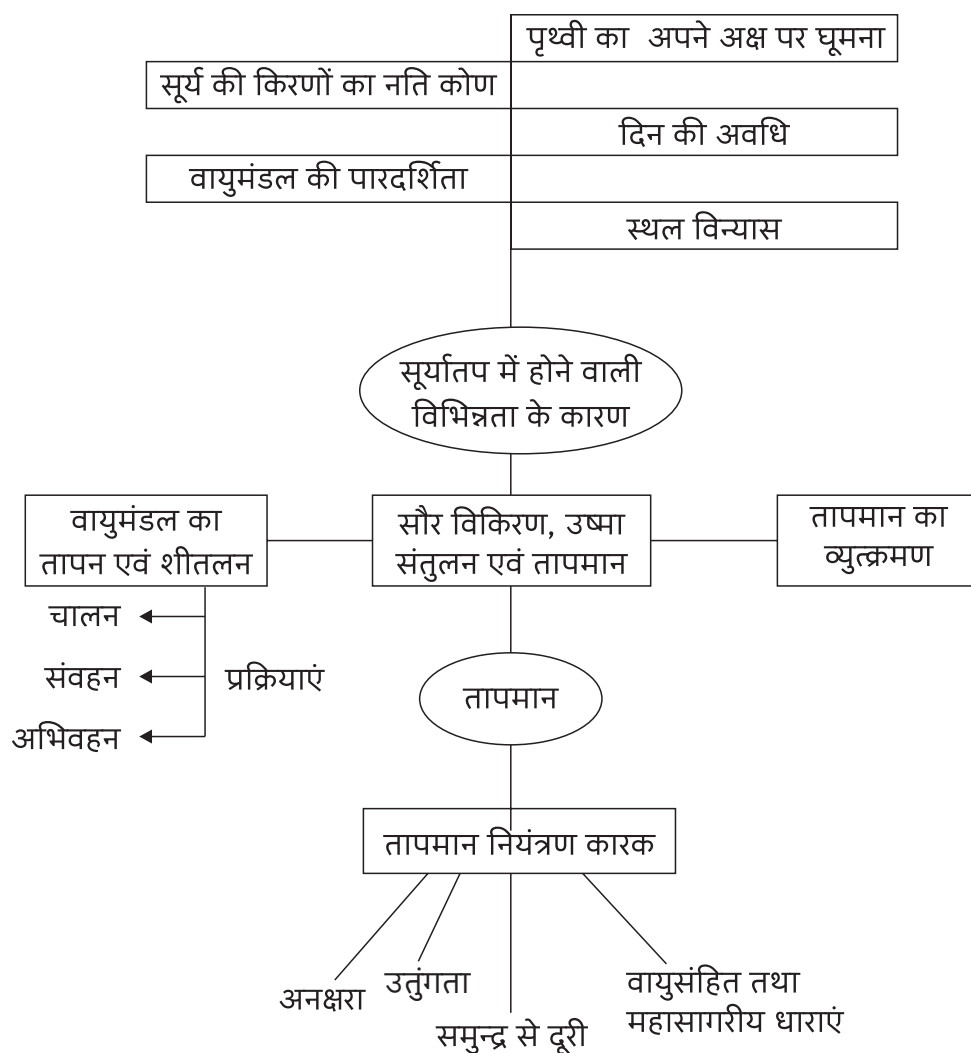 पृथ्वी का अपने अक्ष पर घूमना
सूर्य की किरणों का नति कोण
दिन की अवधि
वायुमंडल की पारदर्शिता
स्थल विन्यास
सूर्यातप में होने वाली
विभिन्नता के कारण
वायुमंडल का
तापन एवं शीतलन
सौर विकिरण, उष्मा
संतुलन एवं तापमान
तापमान का
व्युत्क्रमण
चालन
संवहन
प्रक्रियाएं
अभिवहन
तापमान
तापमान नियंत्रण कारक
अनक्षरा
उतुंगता
समुन्द्र से दूरी
वायुसंहित तथा
महासागरीय धाराएं